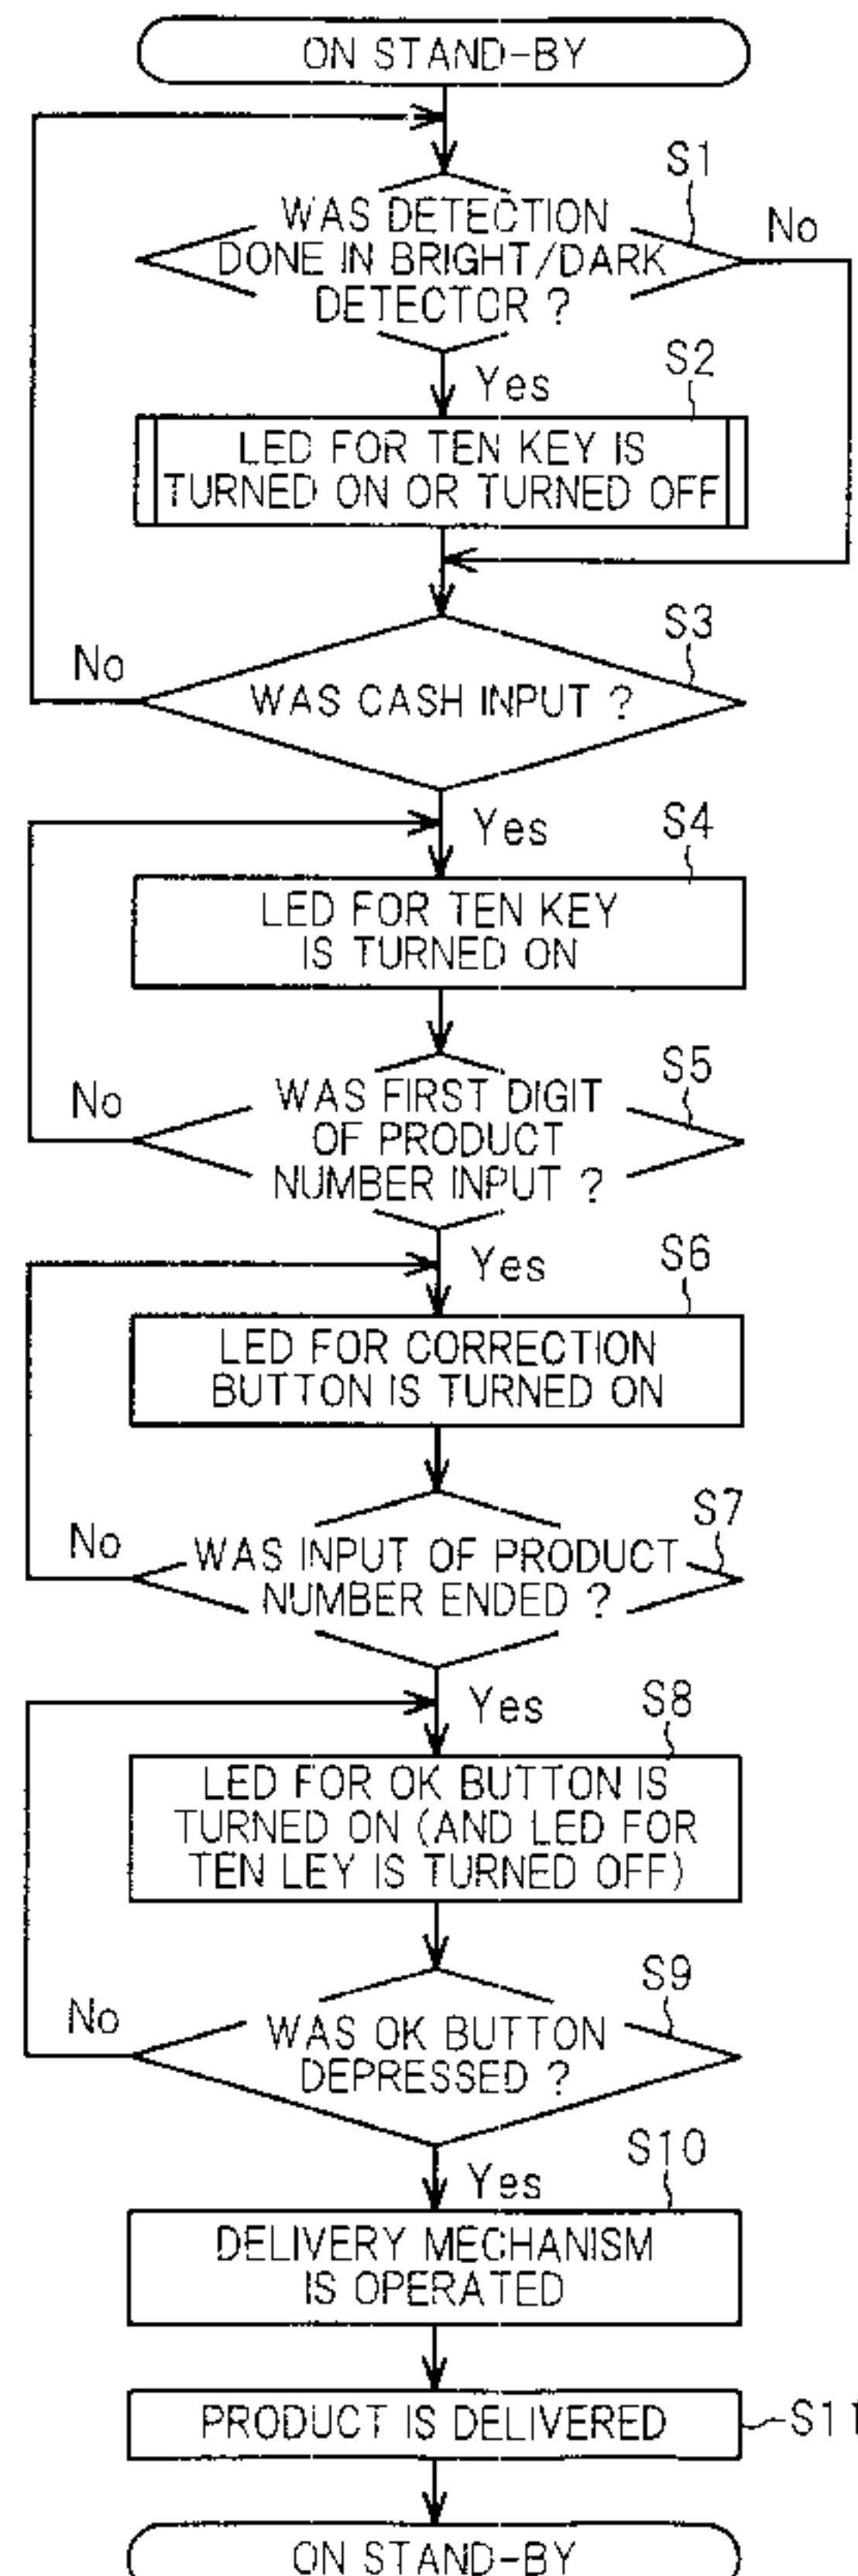 ON STAND-BY
S1
WAS DETECTION
DONE IN BRIGHT/DARK
DETECTOR ?
No
Yes
S2
LED FOR TEN KEY IS
TURNED ON OR TURNED OFF
S3
No
WAS CASH INPUT ?
Yes
S4
LED FOR TEN KEY
IS TURNED ON
S5
No
WAS FIRST DIGIT
OF PRODUCT
NUMBER INPUT ?
Yes
S6
LED FOR CORRECTION
BUTTON IS TURNED ON
S7
No
WAS INPUT OF PRODUCT
NUMBER ENDED ?
Yes
S8
LED FOR OK BUTTON IS
TURNED ON (AND LED FOR
TEN LEY IS TURNED OFF)
S9
No
WAS OK BUTTON
DEPRESSED ?
Yes
S10
DELIVERY MECHANISM
IS OPERATED
PRODUCT IS DELIVERED
S11
ON STAND-BY